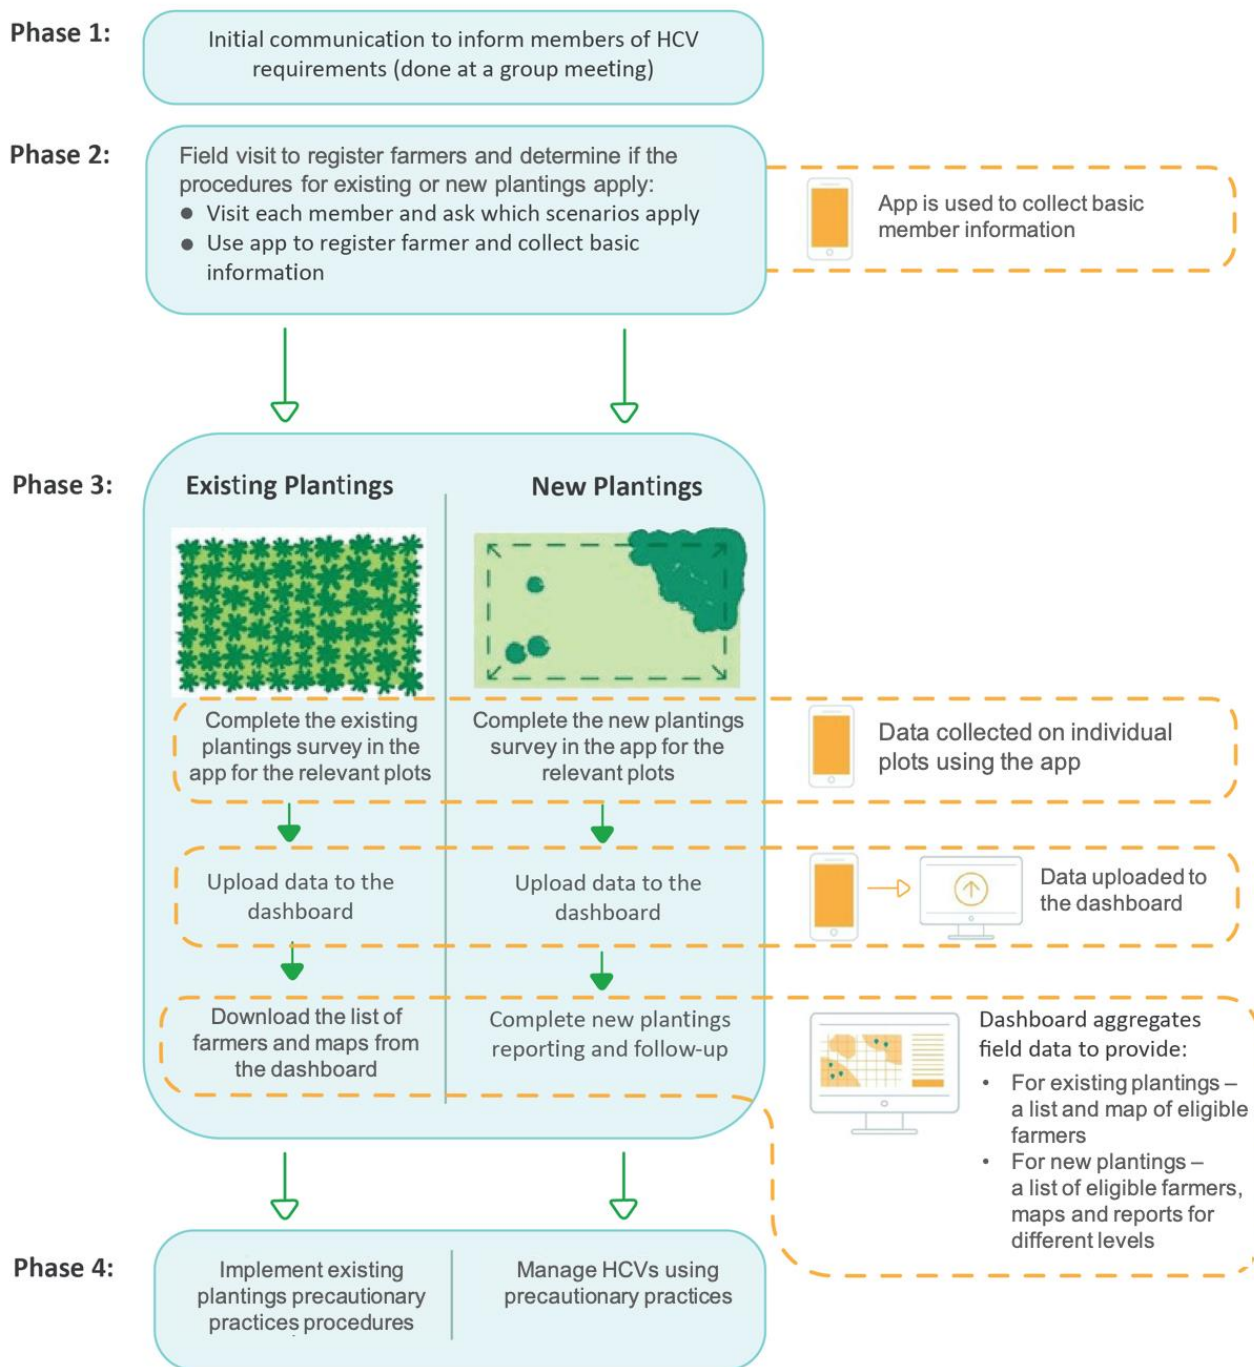 Phase 1:
Initial communication to inform members of HCV
requirements (done at a group meeting)
Phase 2:
Field visit to register farmers and determine if the
procedures for existing or new plantings apply:
● Visit each member and ask which scenarios apply
● Use app to register farmer and collect basic
information
App is used to collect basic
member information
Phase 3:
Existing Plantings
New Plantings
Complete the existing
plantings survey in the
app for the relevant plots
Complete the new plantings
survey in the app for the
relevant plots
Data collected on individual
plots using the app
Upload data to the
dashboard
Upload data to the
dashboard
Data uploaded to
the dashboard
Download the list of
farmers and maps from
the dashboard
Complete new plantings
reporting and follow-up
Dashboard aggregates
field data to provide:
• For existing plantings –
a list and map of eligible
farmers
• For new plantings –
a list of eligible farmers,
maps and reports for
different levels
Phase 4:
Implement existing
plantings precautionary
practices procedures
Manage HCVs using
precautionary practices